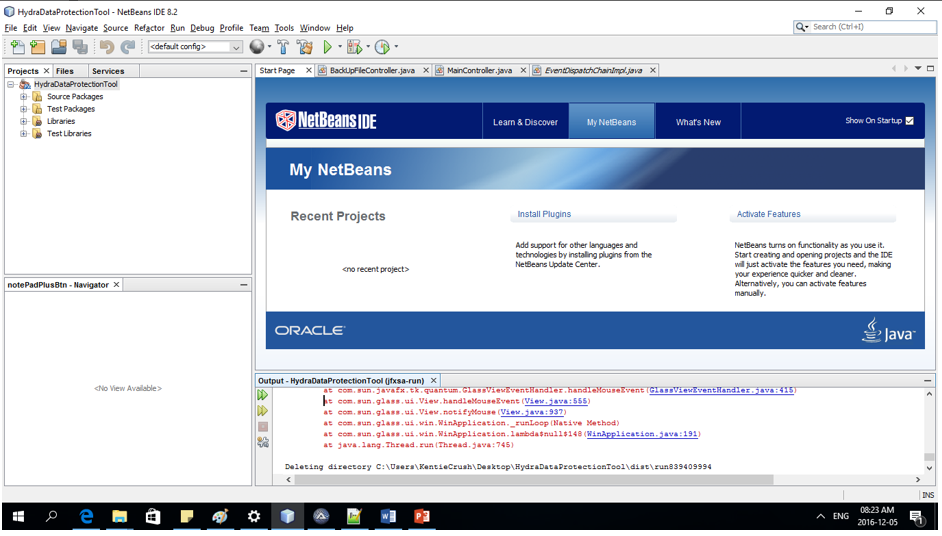 HydraDataProtectionTool - NetBeans IDE 8.2
File Edit View Navigate Source Refactor Run Debug Profile Team Tools Window Help
Search (Ctrl+I)
<default config>
Projects Files Services
HydraDataProtectionTool
Source Packages
Test Packages
Libraries
Test Libraries
notePadPlusBtn - Navigator
<No View Available>
Start Page BackUpFileController.java MainController.java EventDispatchChainImpl.java
NetBeans IDE
Learn & Discover My NetBeans What's New Show On Startup
My NetBeans
Recent Projects
<no recent project>
Install Plugins
Add support for other languages and
technologies by installing plugins from the
NetBeans Update Center.
Activate Features
NetBeans turns on functionality as you use it.
Start creating and opening projects and the IDE
will just activate the features you need, making
your experience quicker and cleaner.
Alternatively, you can activate features
manually.
ORACLE
Java
Output - HydraDataProtectionTool (jfxsa-run)
at com.sun.javafx.tk.quantum.GlassViewEventHandler.handleMouseEvent(GlassViewEventHandler.java:415)
at com.sun.glass.ui.View.handleMouseEvent(View.java:555)
at com.sun.glass.ui.View.notifyMouse(View.java:937)
at com.sun.glass.ui.win.WinApplication._runLoop(Native Method)
at com.sun.glass.ui.win.WinApplication.lambda$null$148(WinApplication.java:191)
at java.lang.Thread.run(Thread.java:745)
Deleting directory C:\Users\KentieCrush\Desktop\HydraDataProtectionTool\dist\run839409994
INS
ENG
08:23 AM
2016-12-05
1